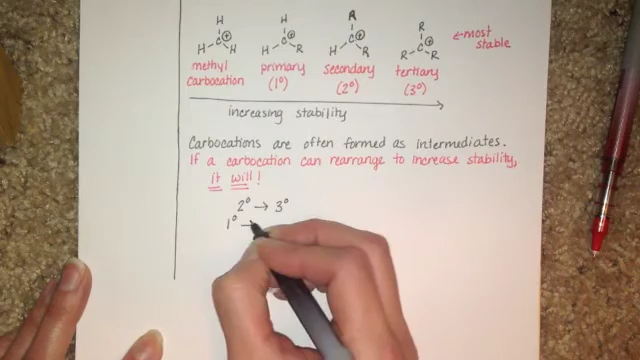 H H R R
C⊕ C⊕ C⊕ C⊕ ←most stable
H H H R H R R R
methyl carbocation primary (1°) secondary (2°) tertiary (3°)
increasing stability
Carbocations are often formed as intermediates.
If a carbocation can rearrange to increase stability,
it will!
2° → 3°
1° →